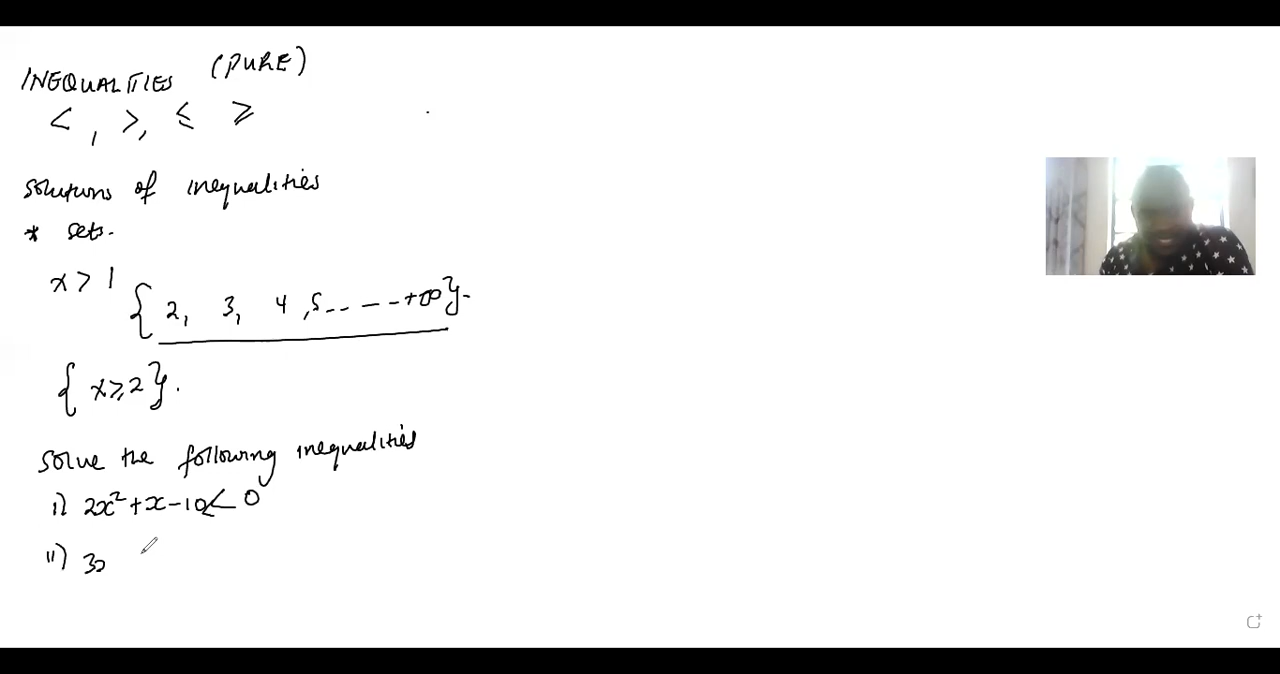 INEQUALITIES (PURE)
< , >, ≤ ≥
solutions of inequalities
* sets.
x > 1
{ 2, 3, 4, 5.. — — - +∞}.
{ x ≥ 2 }.
solve the following inequalities
i) 2x² + x - 10 < 0
ii) 3